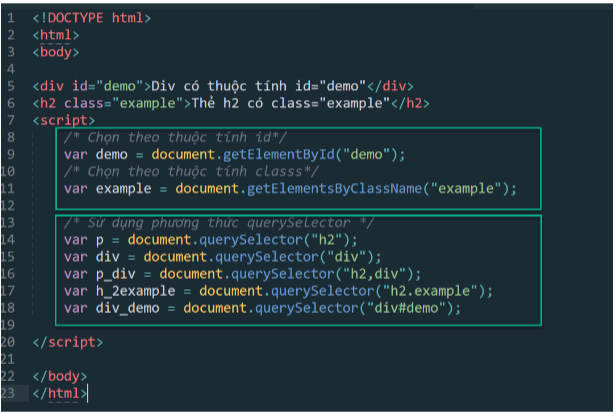 1 <!DOCTYPE html>
2 <html>
3 <body>
4
5 <div id="demo">Div có thuộc tính id="demo"</div>
6 <h2 class="example">Thẻ h2 có class="example"</h2>
7 <script>
8 /* Chọn theo thuộc tính id*/
9 var demo = document.getElementById("demo");
10 /* Chọn theo thuộc tính classs*/
11 var example = document.getElementsByClassName("example");
12
13 /* Sử dụng phương thức querySelector */
14 var p = document.querySelector("h2");
15 var div = document.querySelector("div");
16 var p_div = document.querySelector("h2,div");
17 var h_2example = document.querySelector("h2.example");
18 var div_demo = document.querySelector("div#demo");
19
20 </script>
21
22 </body>
23 </html>